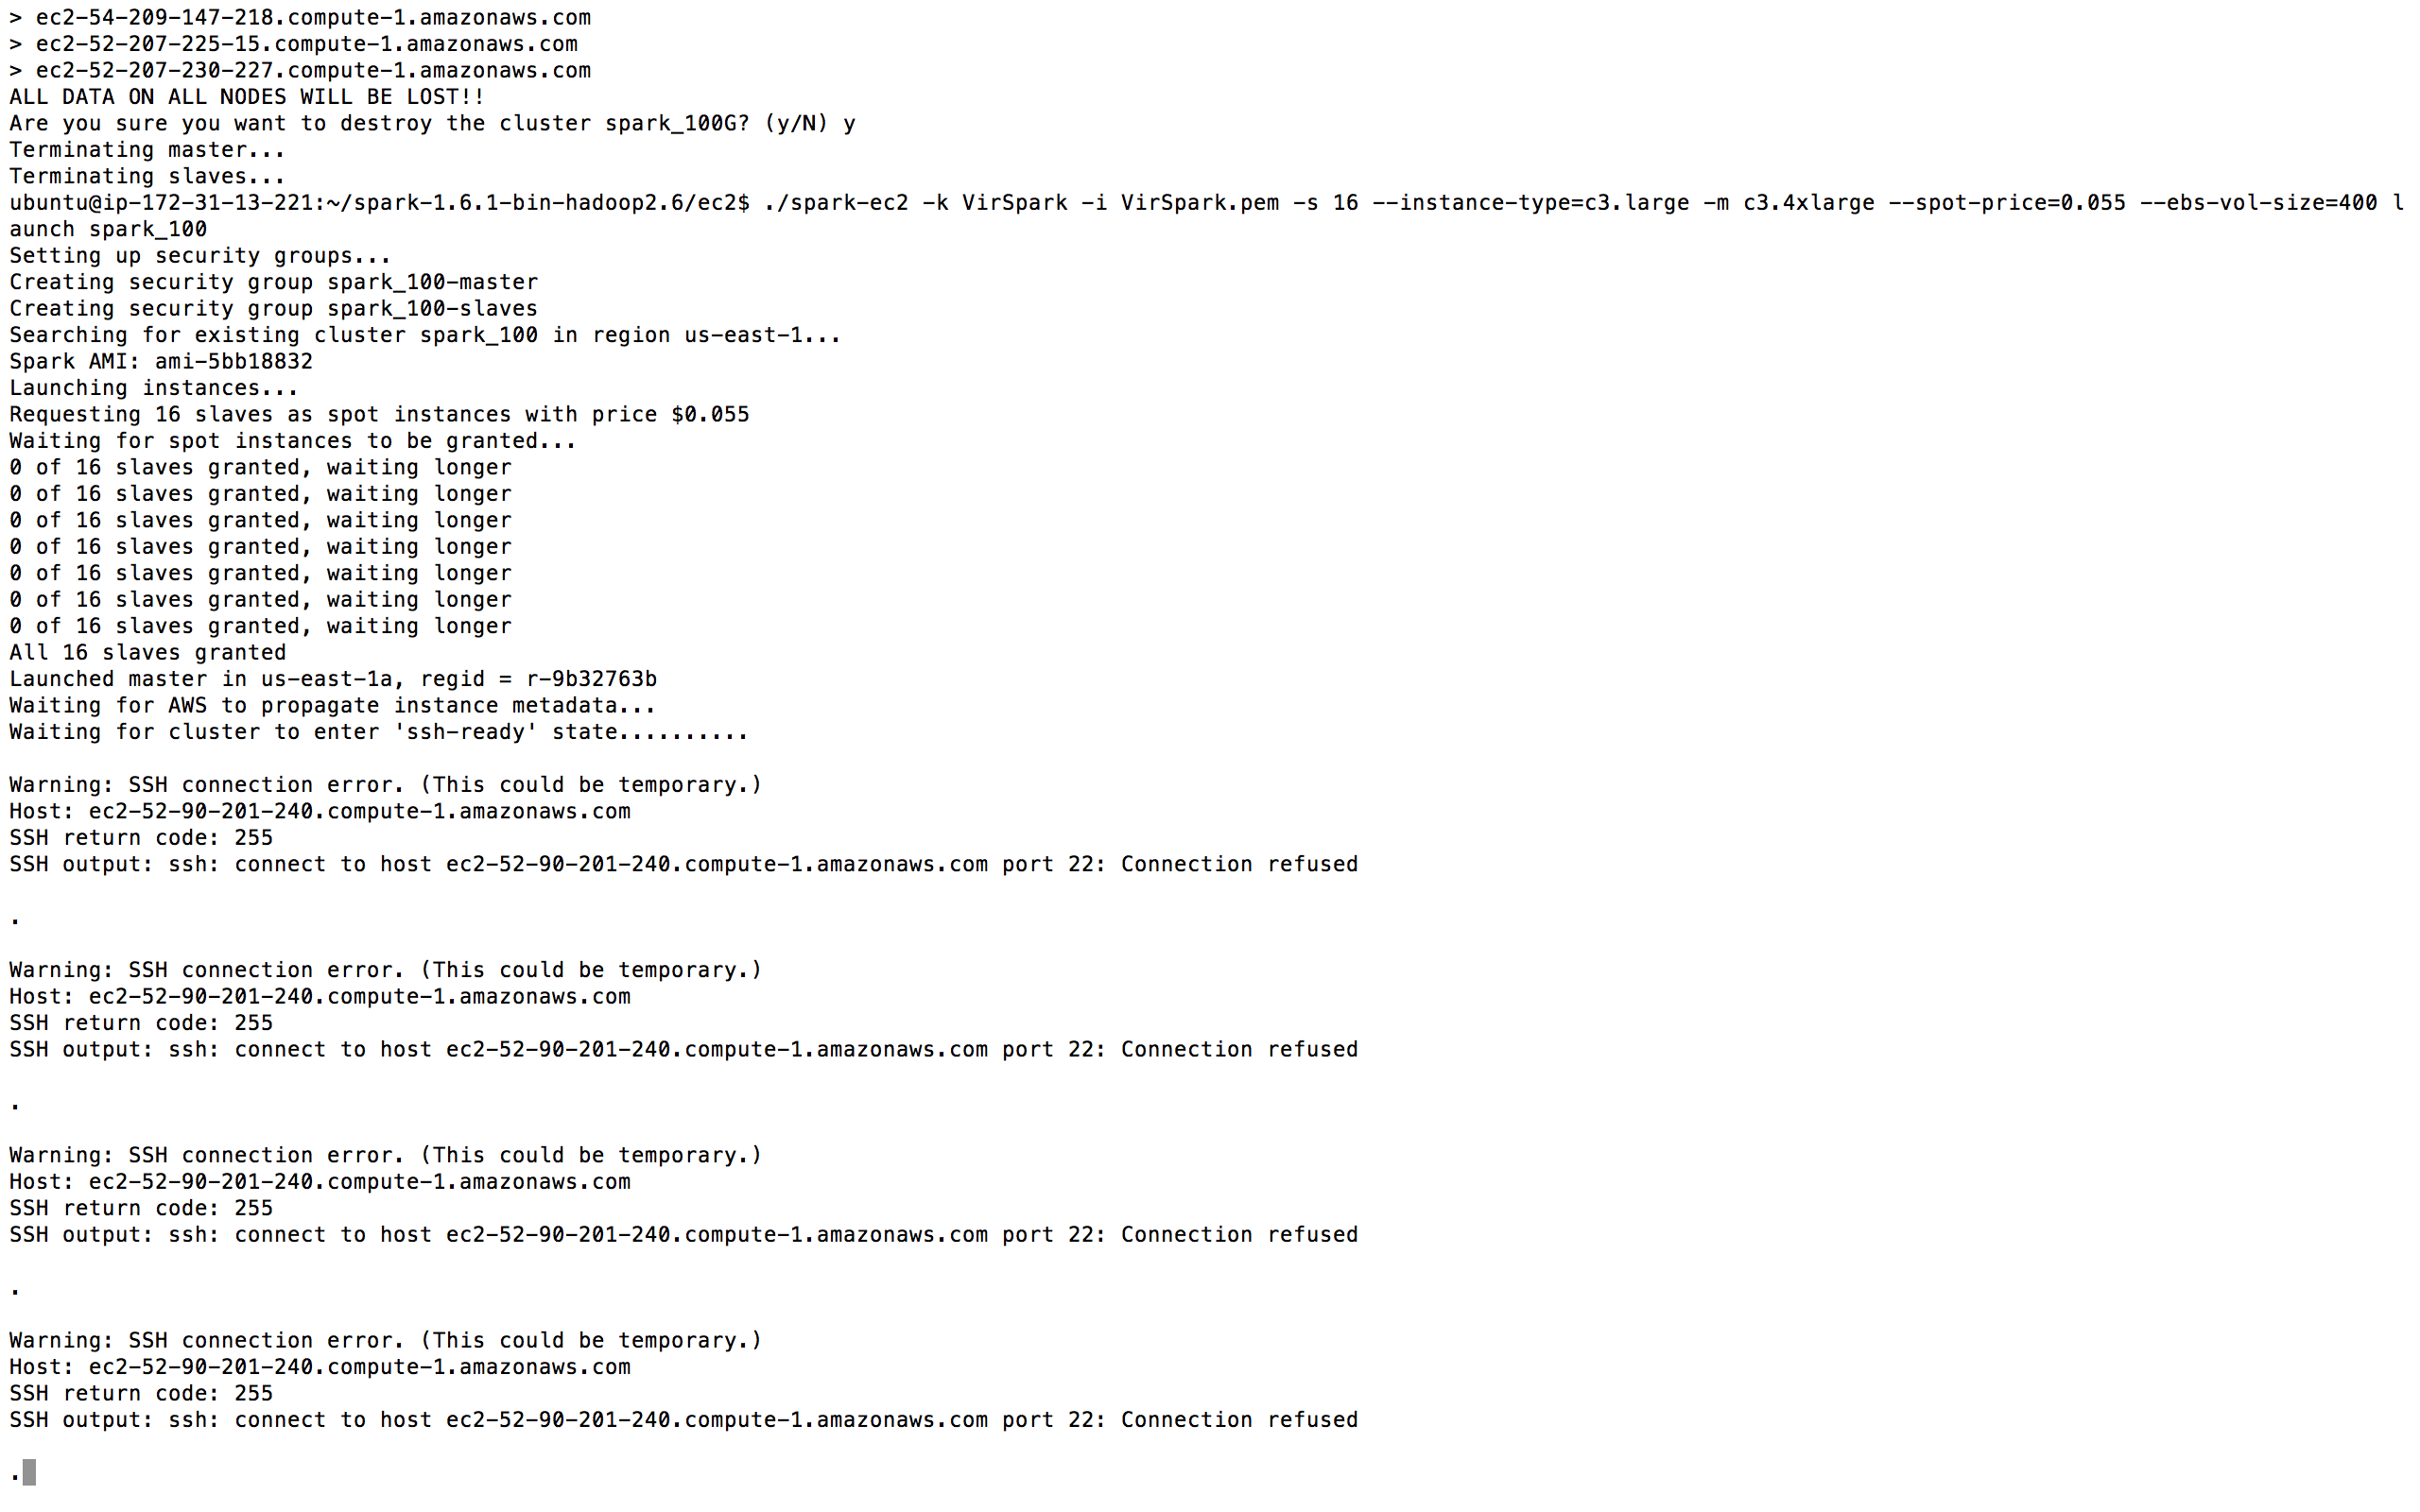 > ec2-54-209-147-218.compute-1.amazonaws.com
> ec2-52-207-225-15.compute-1.amazonaws.com
> ec2-52-207-230-227.compute-1.amazonaws.com
ALL DATA ON ALL NODES WILL BE LOST!!
Are you sure you want to destroy the cluster spark_100G? (y/N) y
Terminating master...
Terminating slaves...
ubuntu@ip-172-31-13-221:~/spark-1.6.1-bin-hadoop2.6/ec2$ ./spark-ec2 -k VirSpark -i VirSpark.pem -s 16 --instance-type=c3.large -m c3.4xlarge --spot-price=0.055 --ebs-vol-size=400 l
aunch spark_100
Setting up security groups...
Creating security group spark_100-master
Creating security group spark_100-slaves
Searching for existing cluster spark_100 in region us-east-1...
Spark AMI: ami-5bb18832
Launching instances...
Requesting 16 slaves as spot instances with price $0.055
Waiting for spot instances to be granted...
0 of 16 slaves granted, waiting longer
0 of 16 slaves granted, waiting longer
0 of 16 slaves granted, waiting longer
0 of 16 slaves granted, waiting longer
0 of 16 slaves granted, waiting longer
0 of 16 slaves granted, waiting longer
0 of 16 slaves granted, waiting longer
All 16 slaves granted
Launched master in us-east-1a, regid = r-9b32763b
Waiting for AWS to propagate instance metadata...
Waiting for cluster to enter 'ssh-ready' state..........

Warning: SSH connection error. (This could be temporary.)
Host: ec2-52-90-201-240.compute-1.amazonaws.com
SSH return code: 255
SSH output: ssh: connect to host ec2-52-90-201-240.compute-1.amazonaws.com port 22: Connection refused

.

Warning: SSH connection error. (This could be temporary.)
Host: ec2-52-90-201-240.compute-1.amazonaws.com
SSH return code: 255
SSH output: ssh: connect to host ec2-52-90-201-240.compute-1.amazonaws.com port 22: Connection refused

.

Warning: SSH connection error. (This could be temporary.)
Host: ec2-52-90-201-240.compute-1.amazonaws.com
SSH return code: 255
SSH output: ssh: connect to host ec2-52-90-201-240.compute-1.amazonaws.com port 22: Connection refused

.

Warning: SSH connection error. (This could be temporary.)
Host: ec2-52-90-201-240.compute-1.amazonaws.com
SSH return code: 255
SSH output: ssh: connect to host ec2-52-90-201-240.compute-1.amazonaws.com port 22: Connection refused

.